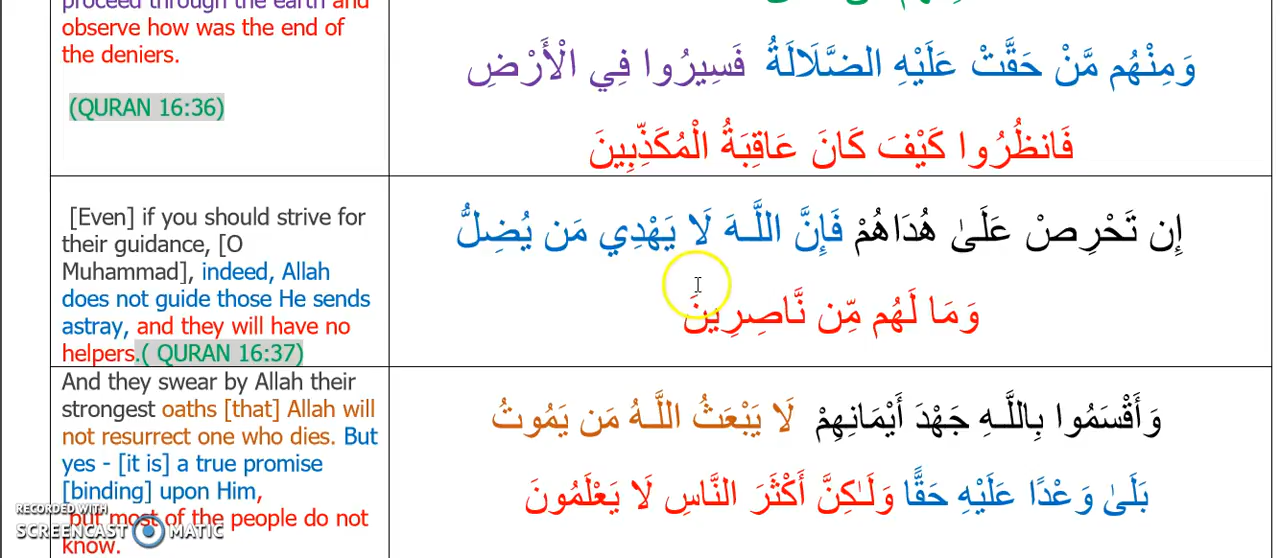 proceed through the earth and
observe how was the end of
the deniers.
(QURAN 16:36)
وَمِنْهُم مَّنْ حَقَّتْ عَلَيْهِ الضَّلَالَةُ فَسِيرُوا فِي الْأَرْضِ
فَانظُرُوا كَيْفَ كَانَ عَاقِبَةُ الْمُكَذِّبِينَ
[Even] if you should strive for
their guidance, [O
Muhammad], indeed, Allah
does not guide those He sends
astray, and they will have no
helpers.( QURAN 16:37)
إِن تَحْرِصْ عَلَىٰ هُدَاهُمْ فَإِنَّ اللَّـهَ لَا يَهْدِي مَن يُضِلُّ
وَمَا لَهُم مِّن نَّاصِرِينَ
And they swear by Allah their
strongest oaths [that] Allah will
not resurrect one who dies. But
yes - [it is] a true promise
[binding] upon Him,
but most of the people do not
know.
وَأَقْسَمُوا بِاللَّـهِ جَهْدَ أَيْمَانِهِمْ لَا يَبْعَثُ اللَّـهُ مَن يَمُوتُ
بَلَىٰ وَعْدًا عَلَيْهِ حَقًّا وَلَـٰكِنَّ أَكْثَرَ النَّاسِ لَا يَعْلَمُونَ
RECORDED WITH
SCREENCAST MATIC